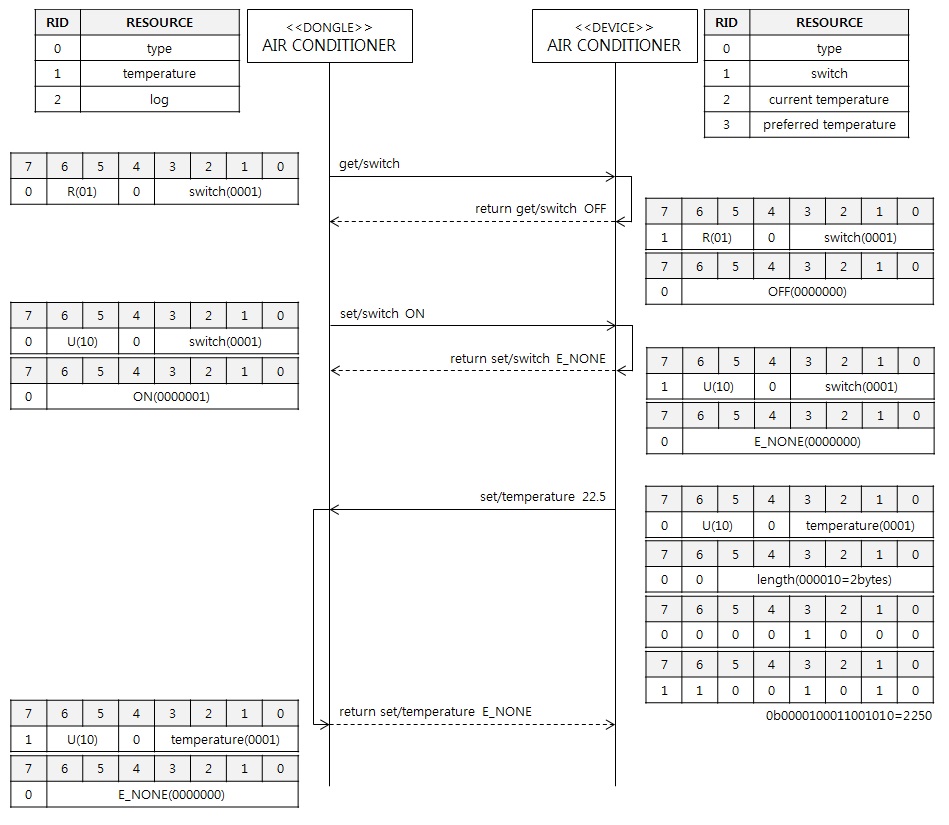 RID RESOURCE
0 type
1 temperature
2 log
<<DONGLE>>
AIR CONDITIONER
<<DEVICE>>
AIR CONDITIONER
RID RESOURCE
0 type
1 switch
2 current temperature
3 preferred temperature
7 6 5 4 3 2 1 0
0 R(01) 0 switch(0001)
get/switch
return get/switch OFF
7 6 5 4 3 2 1 0
1 R(01) 0 switch(0001)
7 6 5 4 3 2 1 0
0 OFF(0000000)
7 6 5 4 3 2 1 0
0 U(10) 0 switch(0001)
7 6 5 4 3 2 1 0
0 ON(0000001)
set/switch ON
return set/switch E_NONE
7 6 5 4 3 2 1 0
1 U(10) 0 switch(0001)
7 6 5 4 3 2 1 0
0 E_NONE(0000000)
set/temperature 22.5
7 6 5 4 3 2 1 0
0 U(10) 0 temperature(0001)
7 6 5 4 3 2 1 0
0 0 length(000010=2bytes)
7 6 5 4 3 2 1 0
0 0 0 0 1 0 0 0
7 6 5 4 3 2 1 0
1 1 0 0 1 0 1 0
0b0000100011001010=2250
return set/temperature E_NONE
7 6 5 4 3 2 1 0
1 U(10) 0 temperature(0001)
7 6 5 4 3 2 1 0
0 E_NONE(0000000)